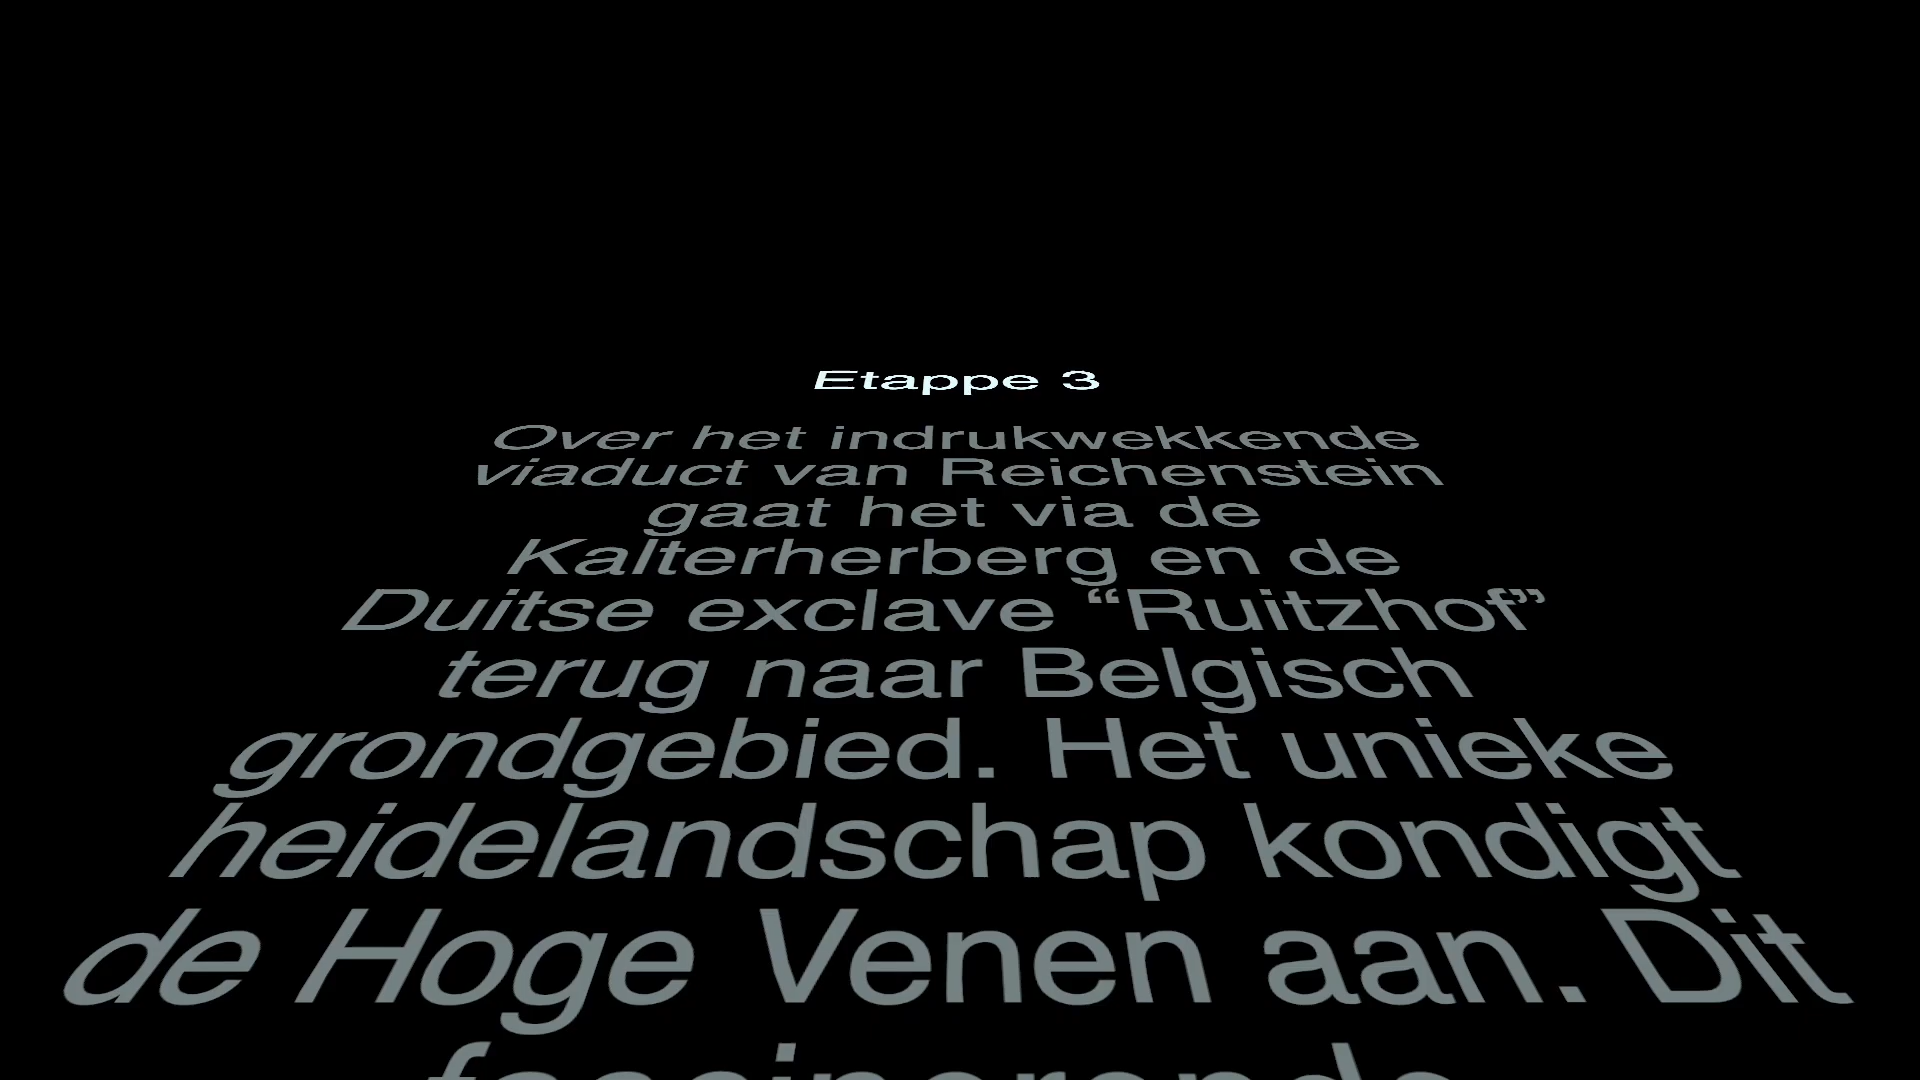 Etappe 3
Over het indrukwekkende
viaduct van Reichenstein
gaat het via de
Kalterherberg en de
Duitse exclave “Ruitzhof”
terug naar Belgisch
grondgebied. Het unieke
heidelandschap kondigt
de Hoge Venen aan. Dit